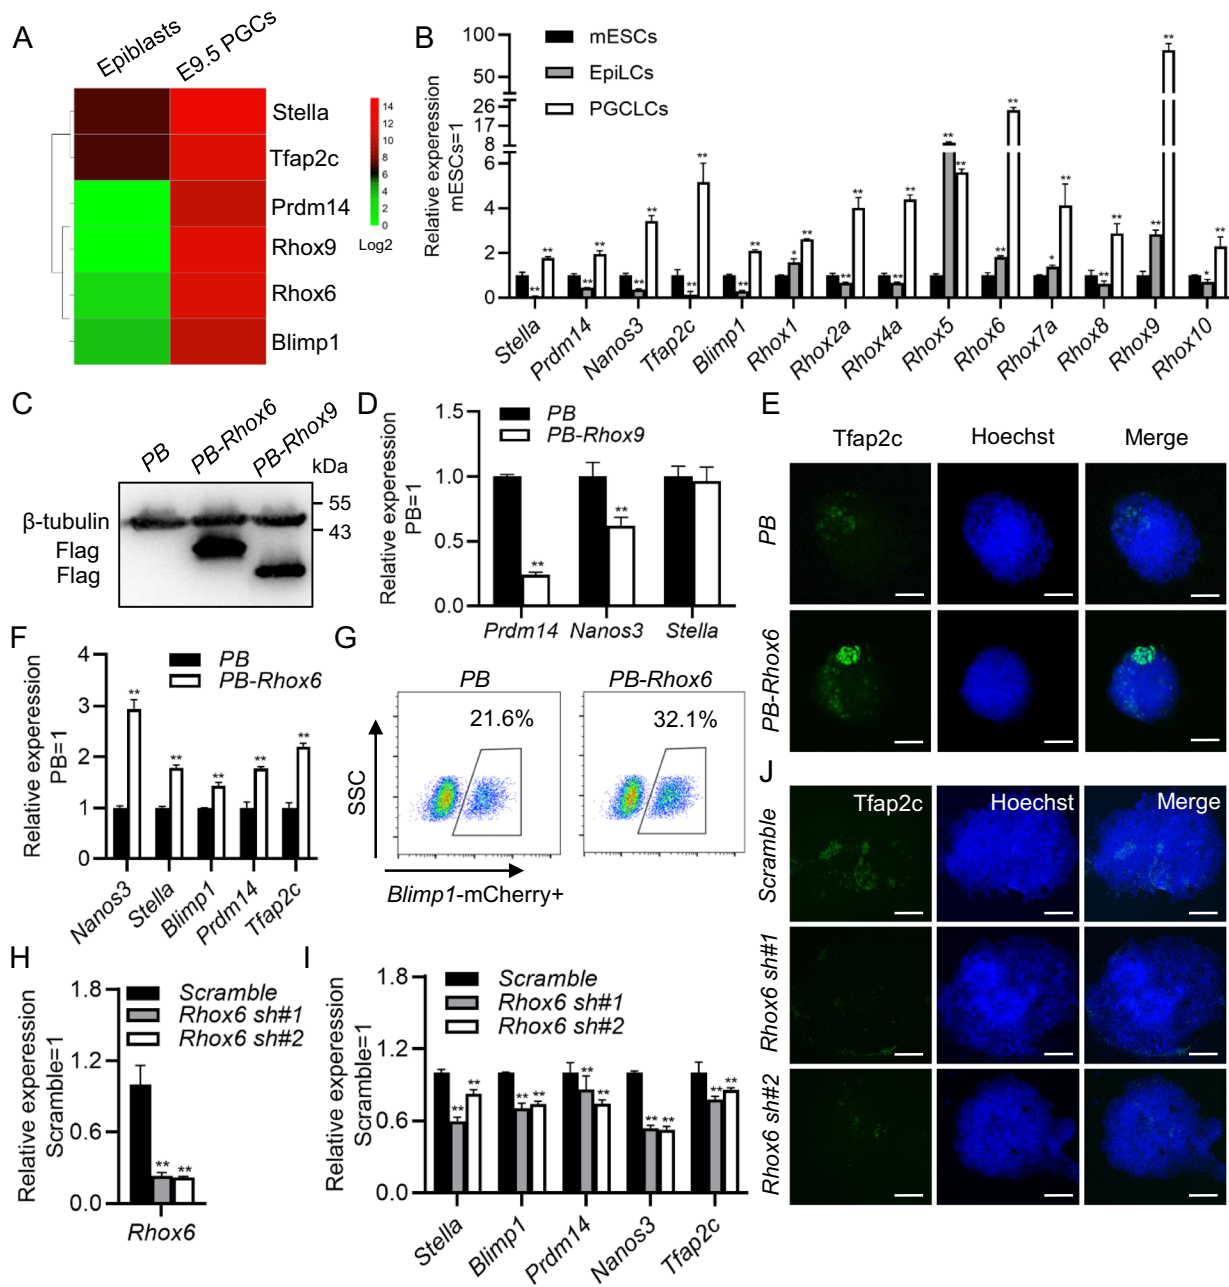 A
Epiblasts
E9.5 PGCs
Stella
Tfap2c
Prdm14
Rhox9
Rhox6
Blimp1
14
12
10
8
6
4
2
0
Log2
B
Relative experession
mESCs=1
100
50
26
17
8
6
4
2
0
mESCs
EpiLCs
PGCLCs
** ** ** ** ** ** ** ** ** ** * ** ** ** ** ** ** ** ** ** * ** ** ** ** ** * **
Stella Prdm14 Nanos3 Tfap2c Blimp1 Rhox1 Rhox2a Rhox4a Rhox5 Rhox6 Rhox7a Rhox8 Rhox9 Rhox10
C
PB PB-Rhox6 PB-Rhox9
kDa
β-tubulin
Flag
Flag
55
43
D
Relative experession
PB=1
1.5
1.0
0.5
0.0
PB
PB-Rhox9
** **
Prdm14 Nanos3 Stella
E
Tfap2c Hoechst Merge
PB
PB-Rhox6
F
Relative experession
PB=1
4
3
2
1
0
PB
PB-Rhox6
** ** ** ** **
Nanos3 Stella Blimp1 Prdm14 Tfap2c
G
PB PB-Rhox6
21.6% 32.1%
SSC
Blimp1-mCherry+
H
Relative experession
Scramble=1
1.8
1.2
0.6
0.0
Scramble
Rhox6 sh#1
Rhox6 sh#2
** **
Rhox6
I
Relative experession
Scramble=1
1.8
1.2
0.6
0.0
Scramble
Rhox6 sh#1
Rhox6 sh#2
** ** ** ** ** ** ** ** ** **
Stella Blimp1 Prdm14 Nanos3 Tfap2c
J
Tfap2c Hoechst Merge
Scramble
Rhox6 sh#1
Rhox6 sh#2